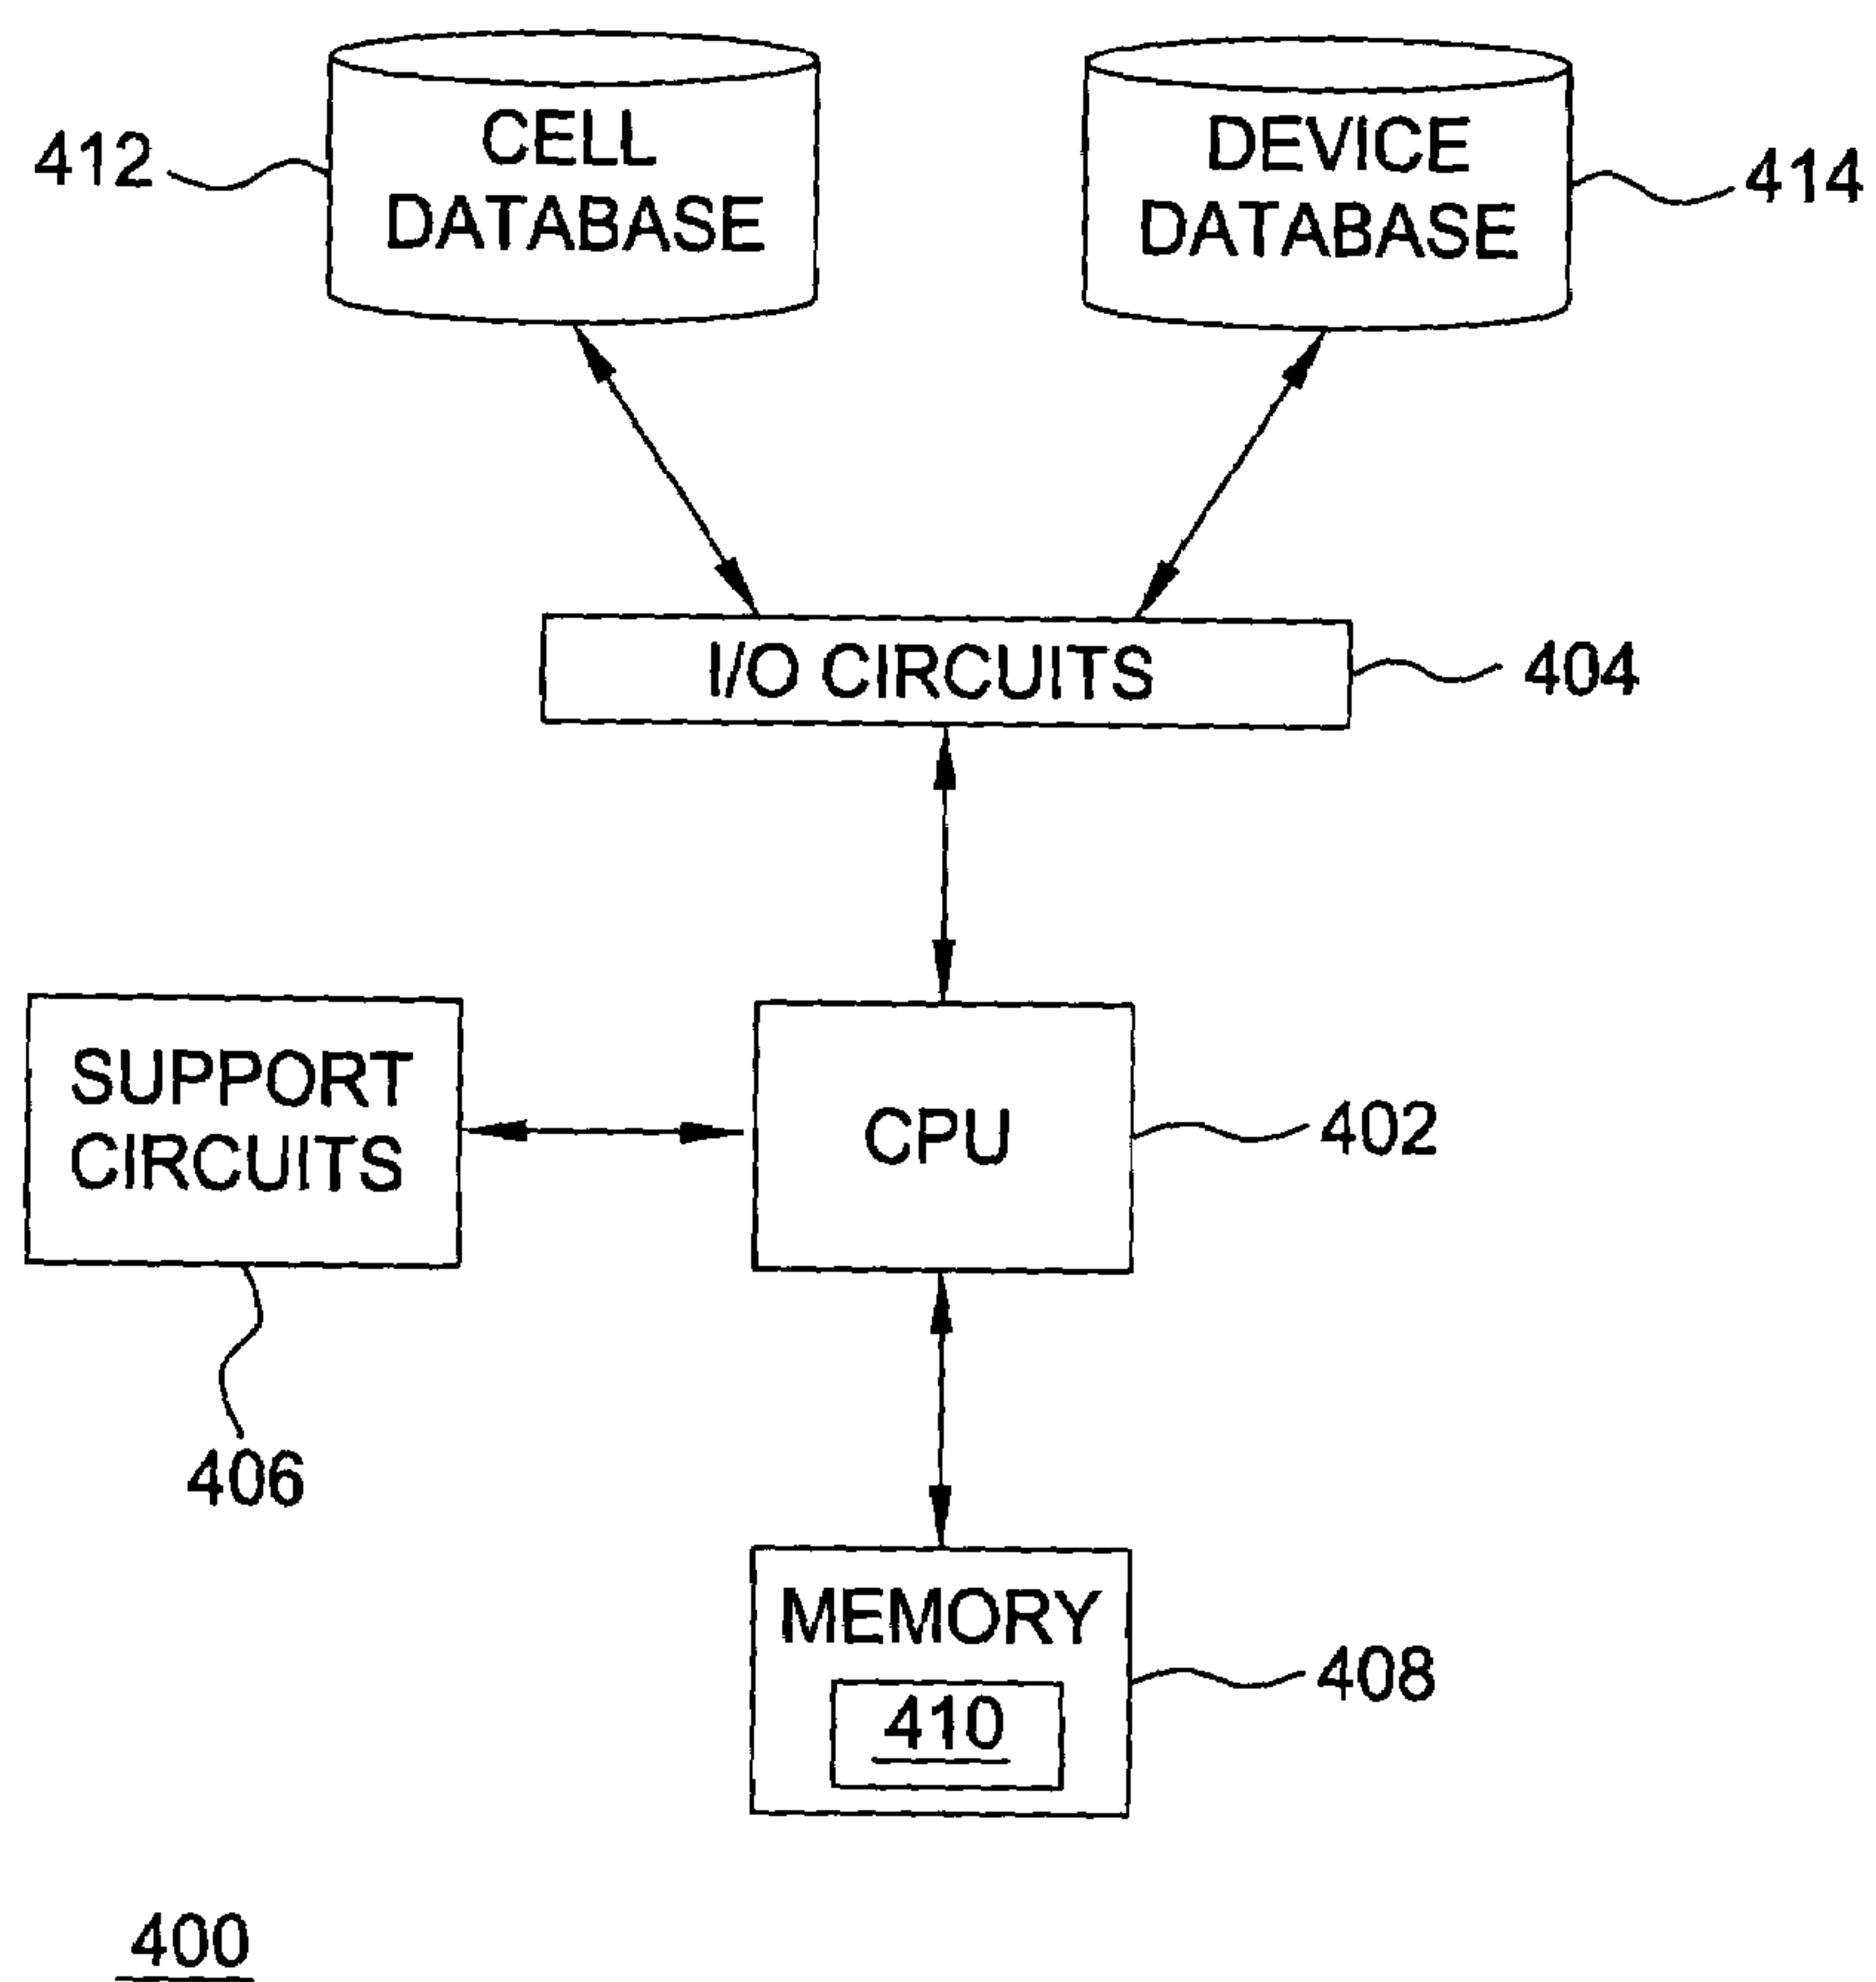 CELL
DATABASE
412
DEVICE
DATABASE
414
I/O CIRCUITS
404
SUPPORT
CIRCUITS
406
CPU
402
MEMORY
410
408
400